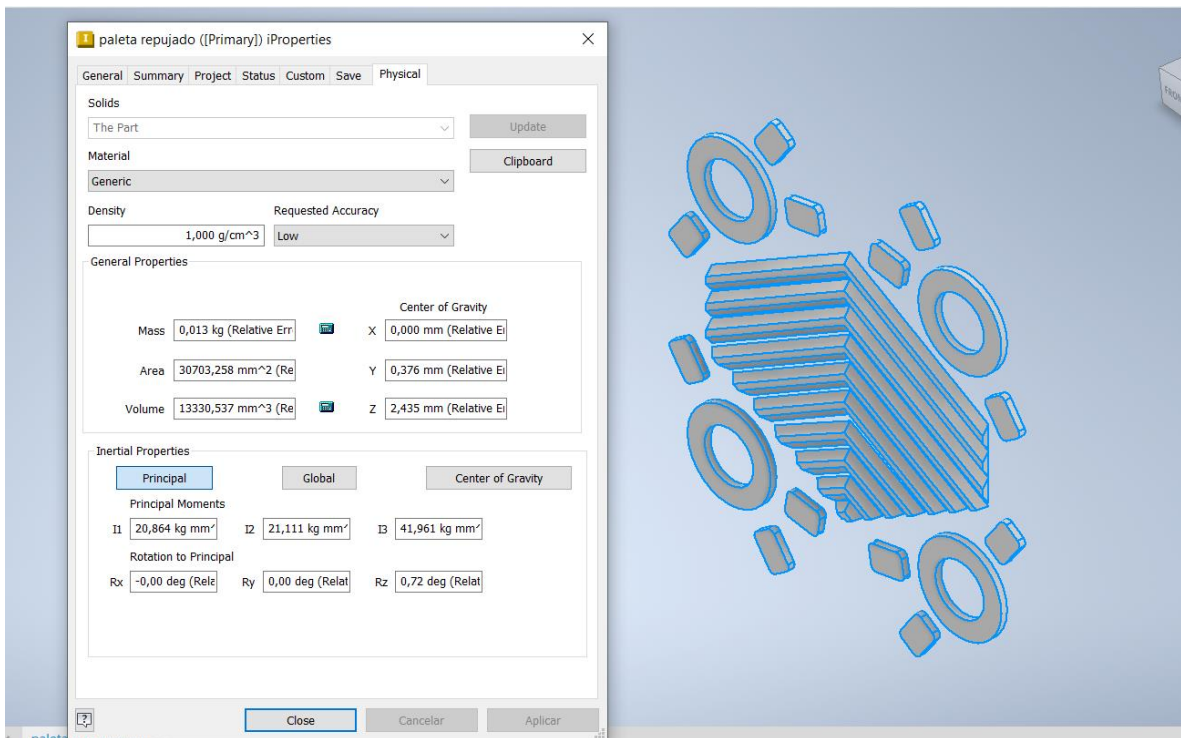 paleta repujado ([Primary]) iProperties
General Summary Project Status Custom Save Physical
Solids
The Part
Update
Material
Clipboard
Generic
Density Requested Accuracy
1,000 g/cm^3 Low
General Properties
Center of Gravity
Mass 0,013 kg (Relative Err X 0,000 mm (Relative E
Area 30703,258 mm^2 (Re Y 0,376 mm (Relative E
Volume 13330,537 mm^3 (Re Z 2,435 mm (Relative E
Inertial Properties
Principal Global Center of Gravity
Principal Moments
I1 20,864 kg mm^ I2 21,111 kg mm^ I3 41,961 kg mm^
Rotation to Principal
Rx -0,00 deg (Rela Ry 0,00 deg (Relat Rz 0,72 deg (Relat
Close Cancelar Aplicar